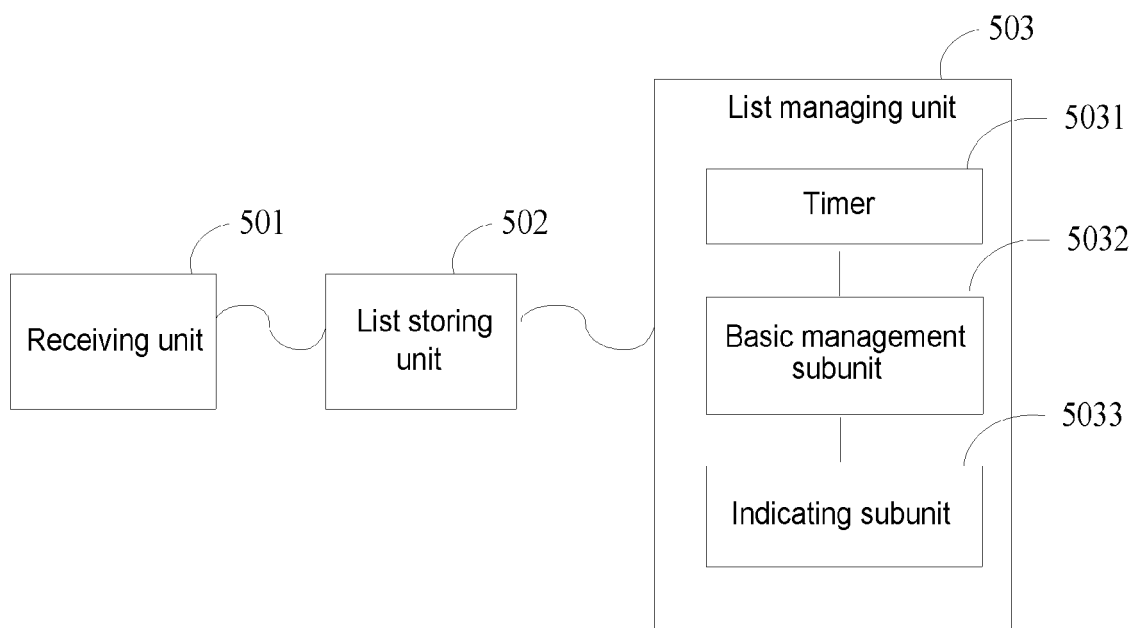 503
List managing unit
5031
Timer
501
502
5032
Receiving unit
List storing
unit
Basic management
subunit
5033
Indicating subunit